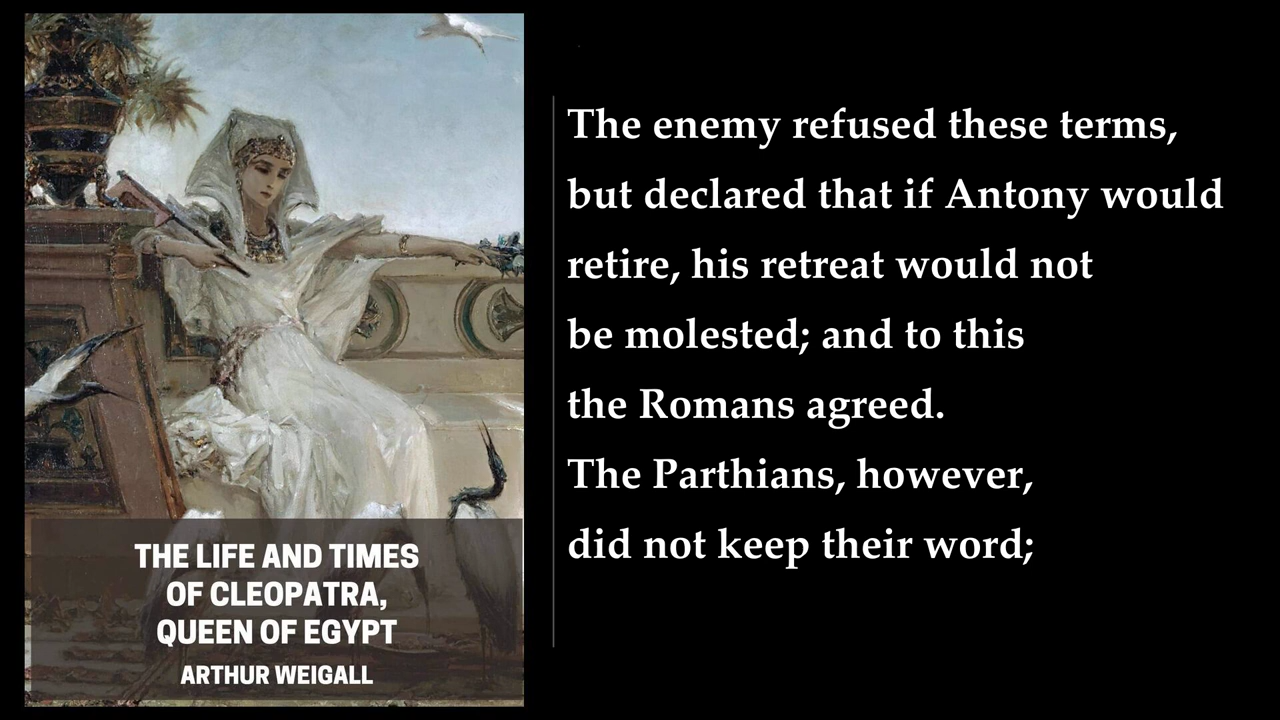 THE LIFE AND TIMES
OF CLEOPATRA,
QUEEN OF EGYPT
ARTHUR WEIGALL
The enemy refused these terms,
but declared that if Antony would
retire, his retreat would not
be molested; and to this
the Romans agreed.
The Parthians, however,
did not keep their word;